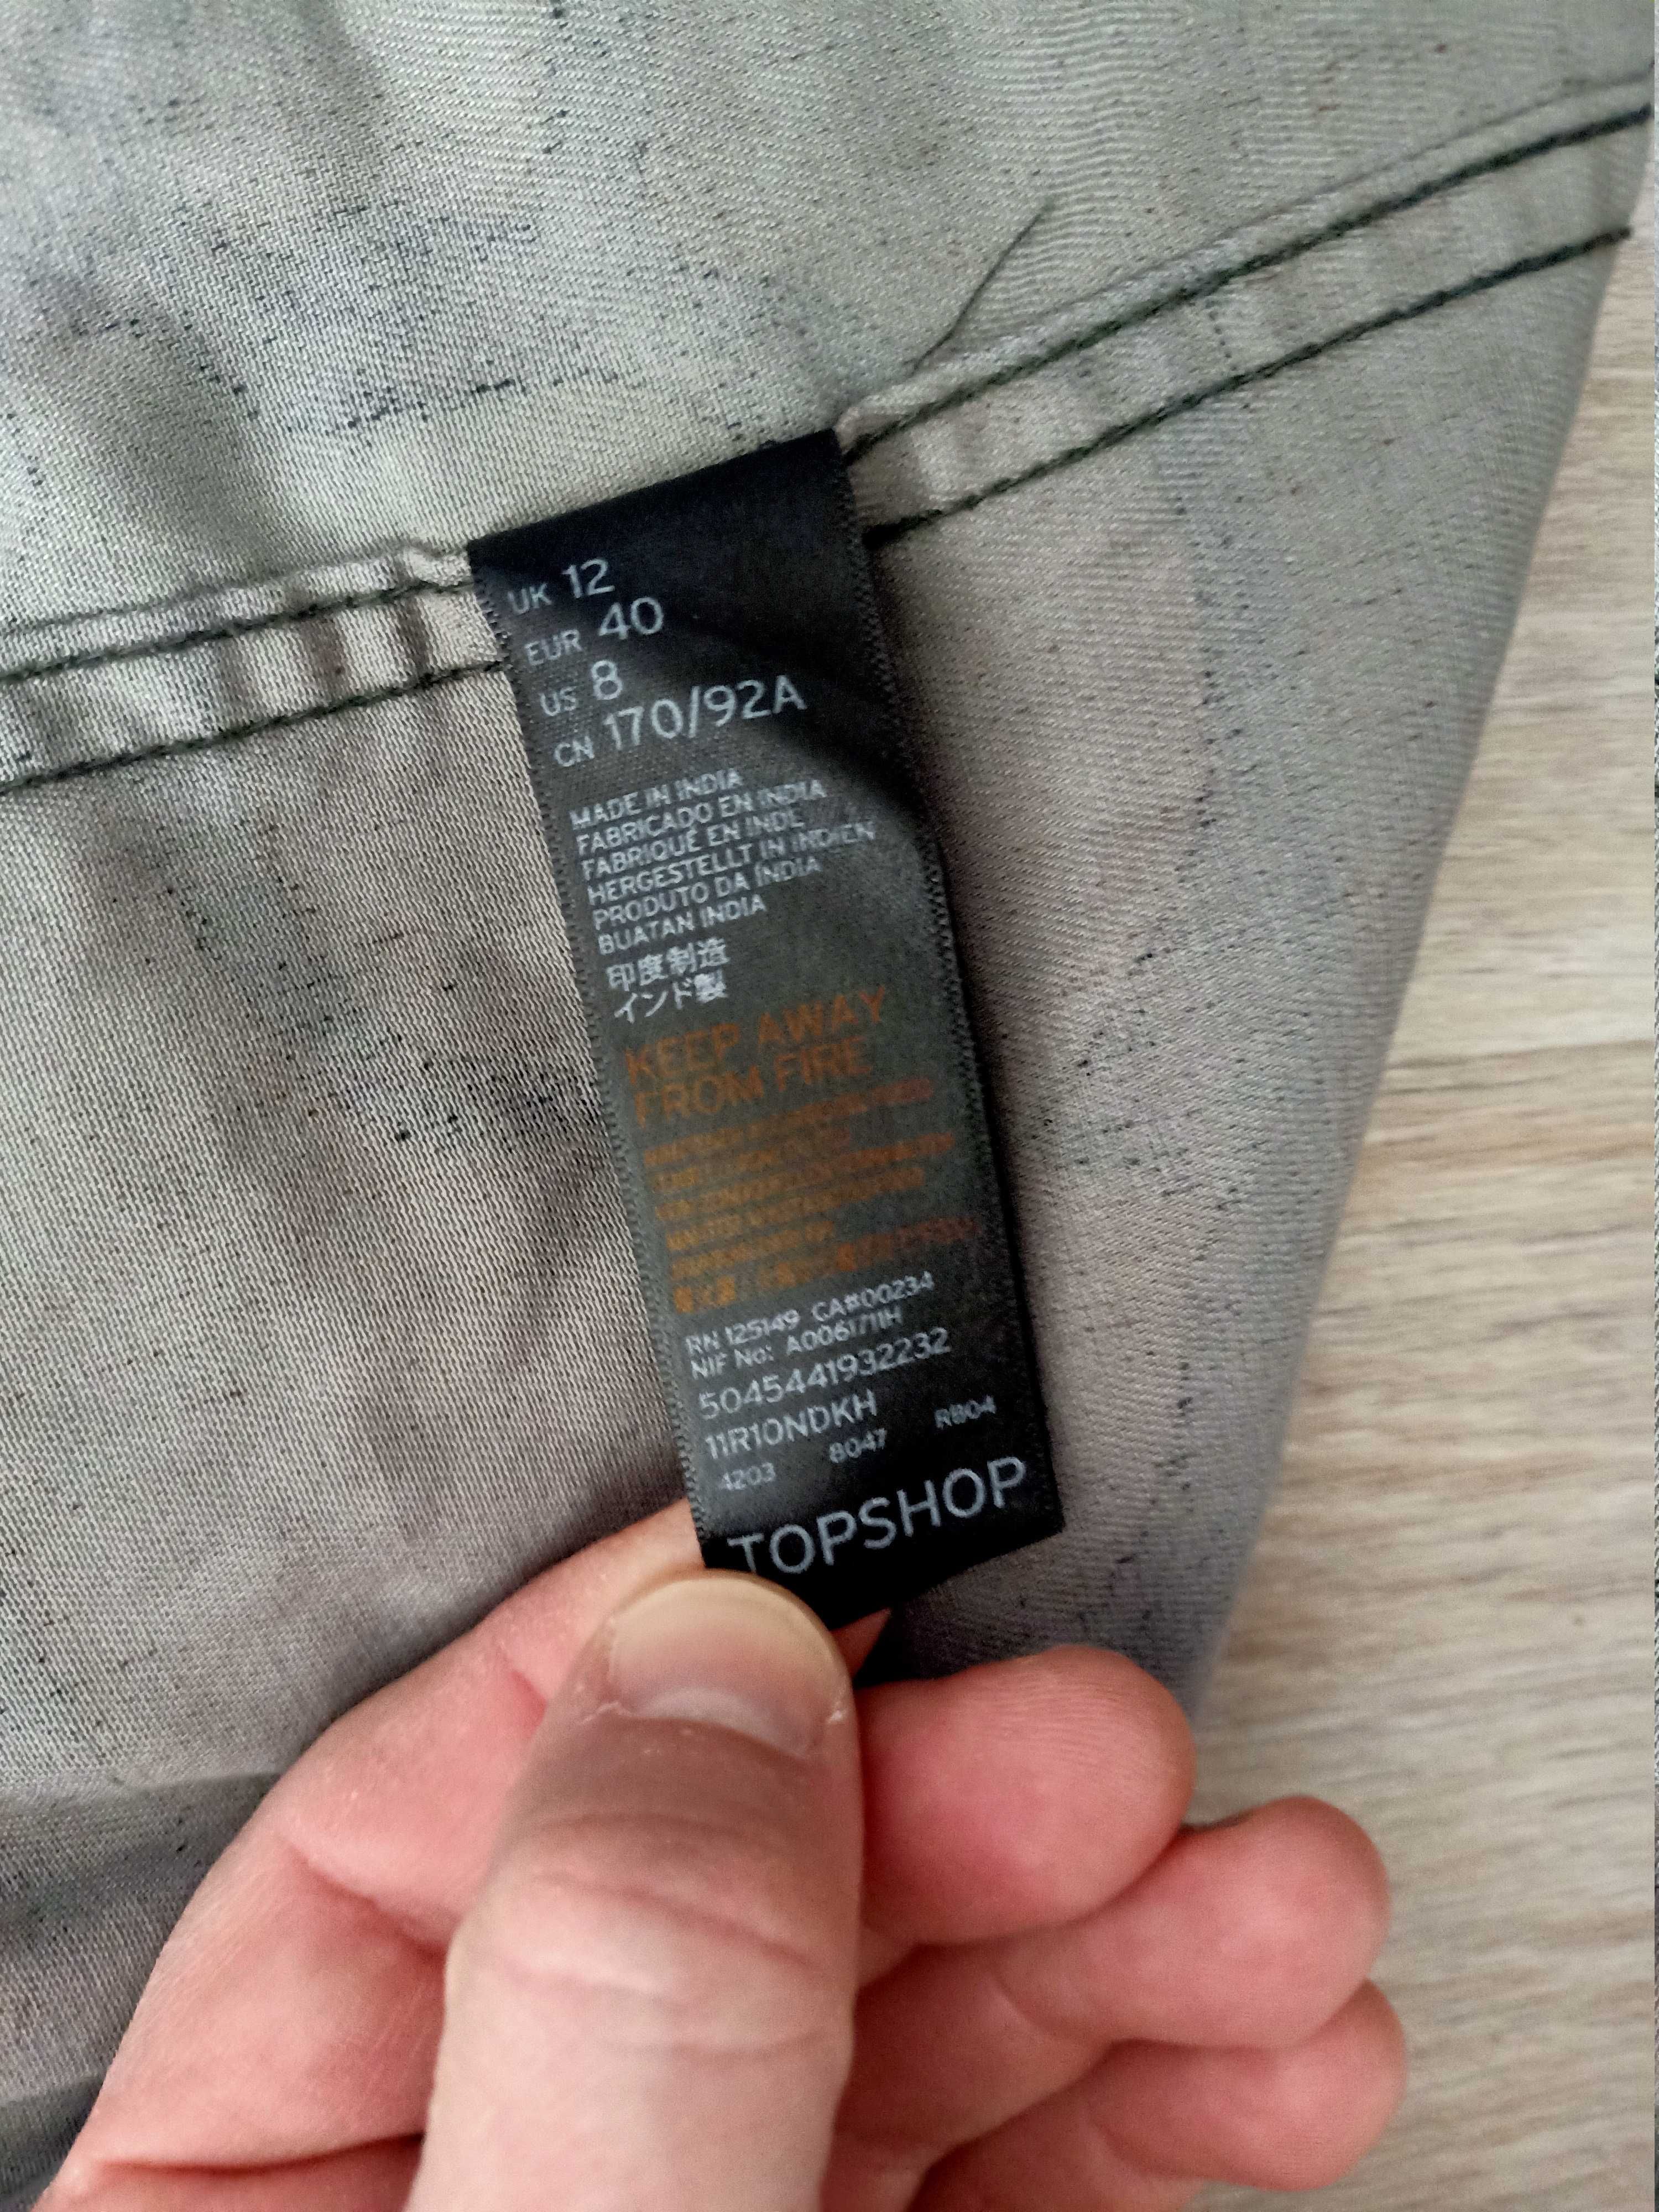 UK 12
EUR 40
US 8
CN 170/92A
MADE IN INDIA
FABRICADO EN INDIA
FABRIQUÉ EN INDE
HERGESTELLT IN INDIEN
PRODUTO DA ÍNDIA
BUATAN INDIA
印度制造
インド製
KEEP AWAY
FROM FIRE
RN 125149 CA#00234
NIF No: A0061711H
5045441932232
11R10NDKH
4203 8047 RB04
TOPSHOP